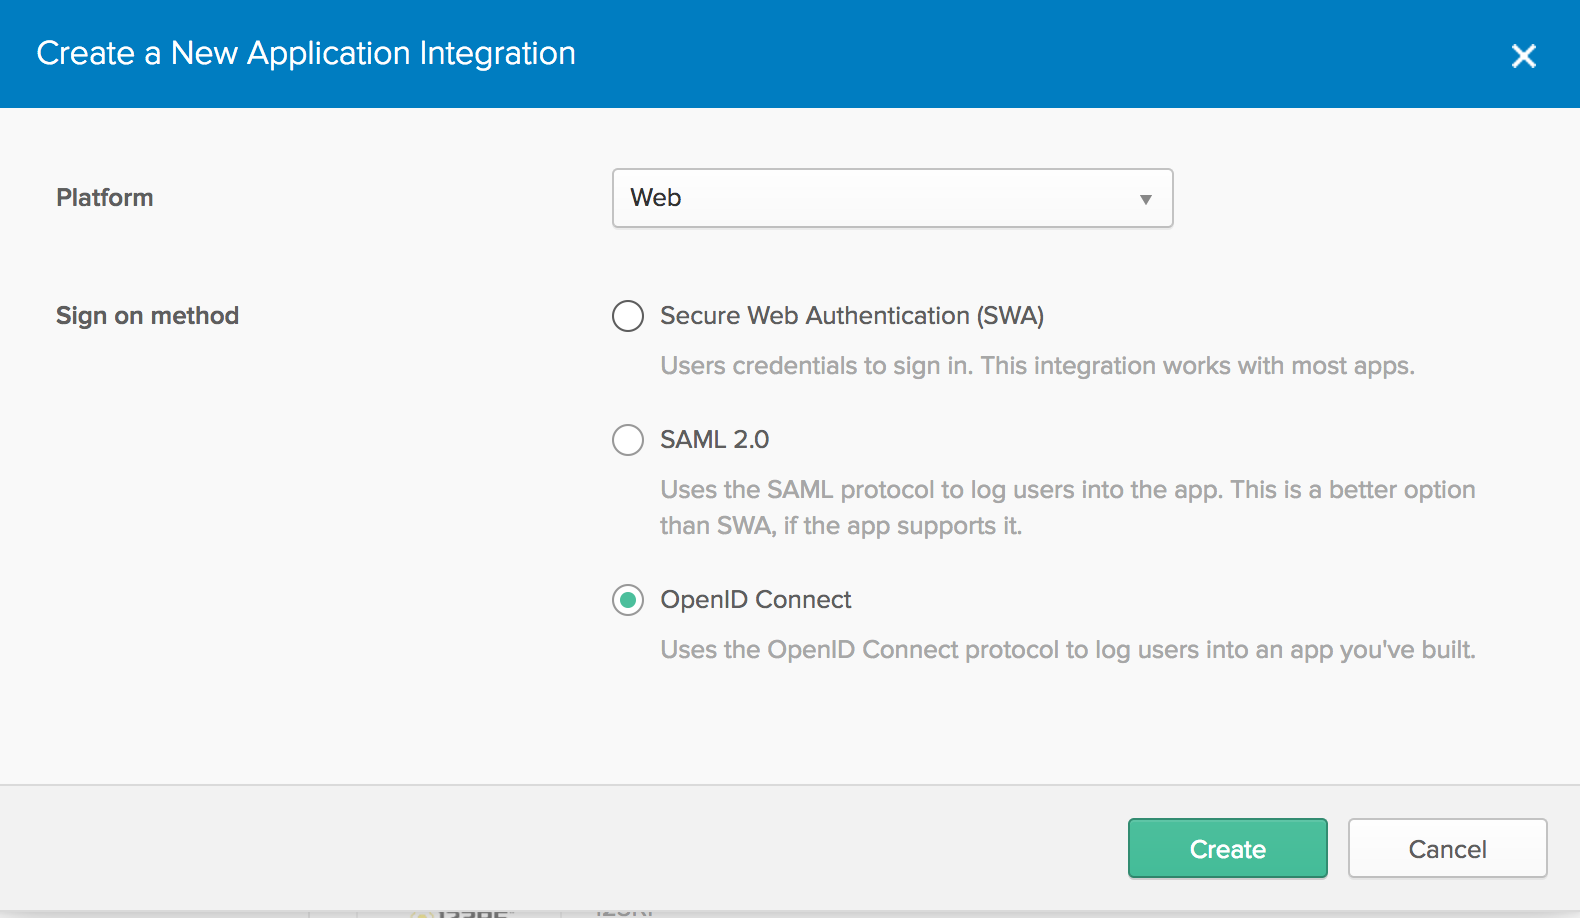 Create a New Application Integration
Platform
Web
Sign on method
Secure Web Authentication (SWA)
Users credentials to sign in. This integration works with most apps.
SAML 2.0
Uses the SAML protocol to log users into the app. This is a better option
than SWA, if the app supports it.
OpenID Connect
Uses the OpenID Connect protocol to log users into an app you've built.
Create
Cancel